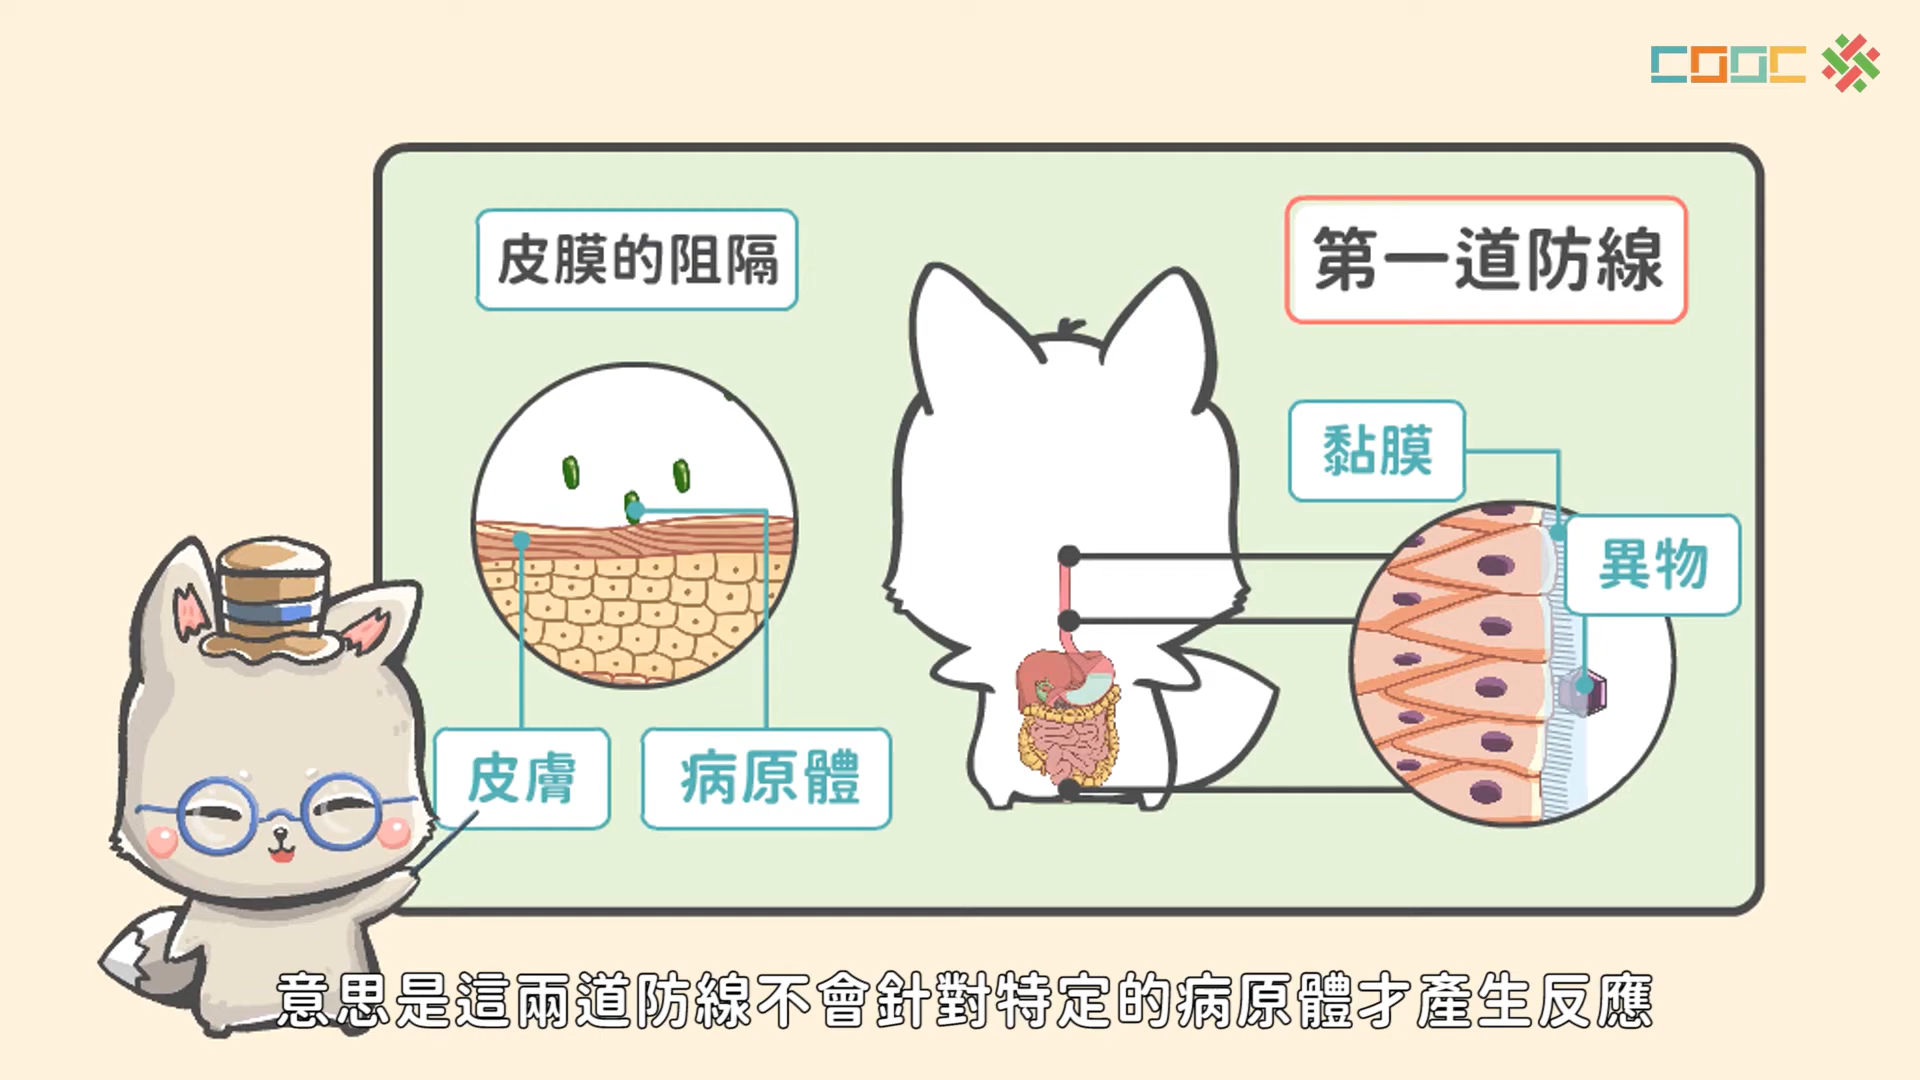 COOC
皮膜的阻隔
第一道防線
黏膜
異物
皮膚
病原體
意思是這兩道防線不會針對特定的病原體才產生反應